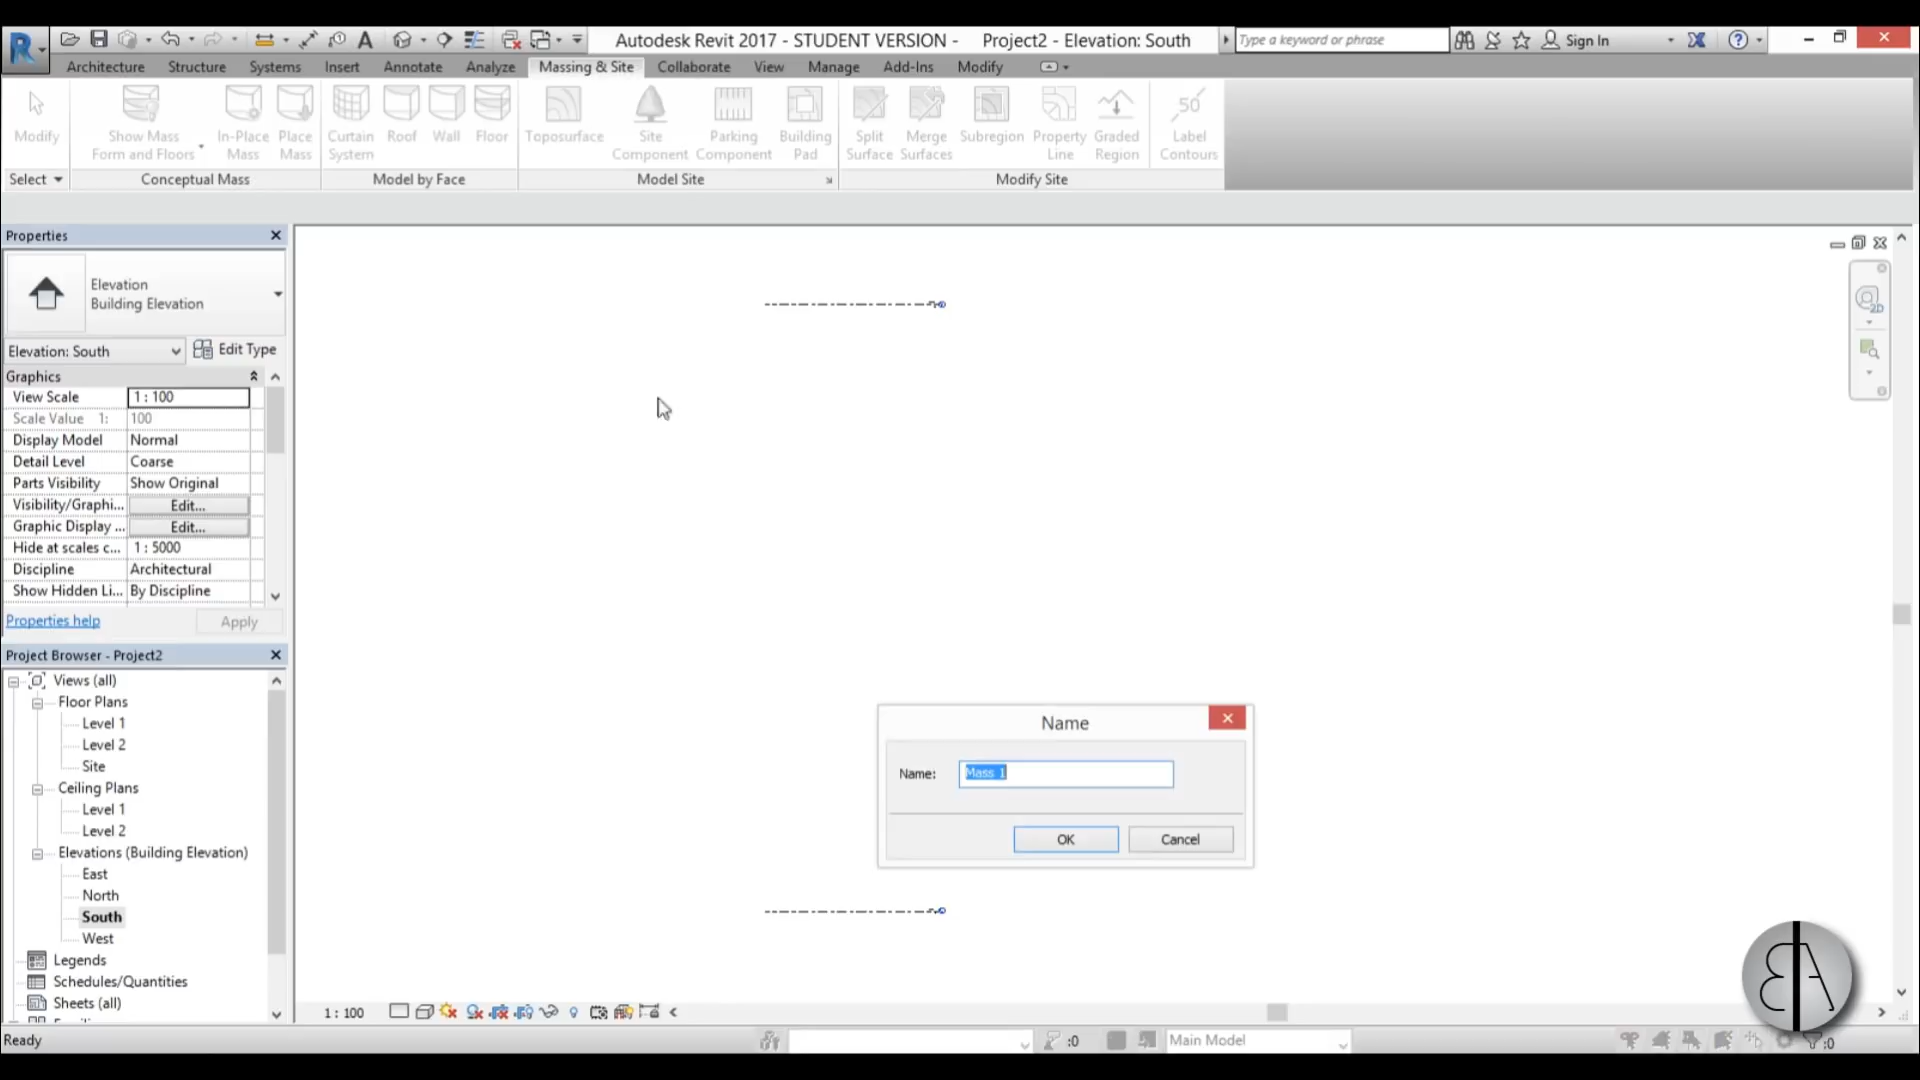 Autodesk Revit 2017 - STUDENT VERSION -     Project2 - Elevation: South
Type a keyword or phrase
Sign In
Architecture Structure Systems Insert Annotate Analyze Massing & Site Collaborate View Manage Add-Ins Modify
Modify
Show Mass
Form and Floors
In-Place
Mass
Place
Mass
Curtain
System
Roof
Wall
Floor
Toposurface
Site
Component
Parking
Component
Building
Pad
Split
Surface
Merge
Surfaces
Subregion
Property
Line
Graded
Region
50
Label
Contours
Select
Conceptual Mass
Model by Face
Model Site
Modify Site
Properties
Elevation
Building Elevation
Elevation: South
Edit Type
Graphics
View Scale 1 : 100
Scale Value 1: 100
Display Model Normal
Detail Level Coarse
Parts Visibility Show Original
Visibility/Graphi... Edit...
Graphic Display ... Edit...
Hide at scales c... 1 : 5000
Discipline Architectural
Show Hidden Li... By Discipline
Properties help
Apply
Project Browser - Project2
Views (all)
Floor Plans
Level 1
Level 2
Site
Ceiling Plans
Level 1
Level 2
Elevations (Building Elevation)
East
North
South
West
Legends
Schedules/Quantities
Sheets (all)
2D
Name
Name:
Mass 1
OK
Cancel
1 : 100
Ready
:0
Main Model
:0